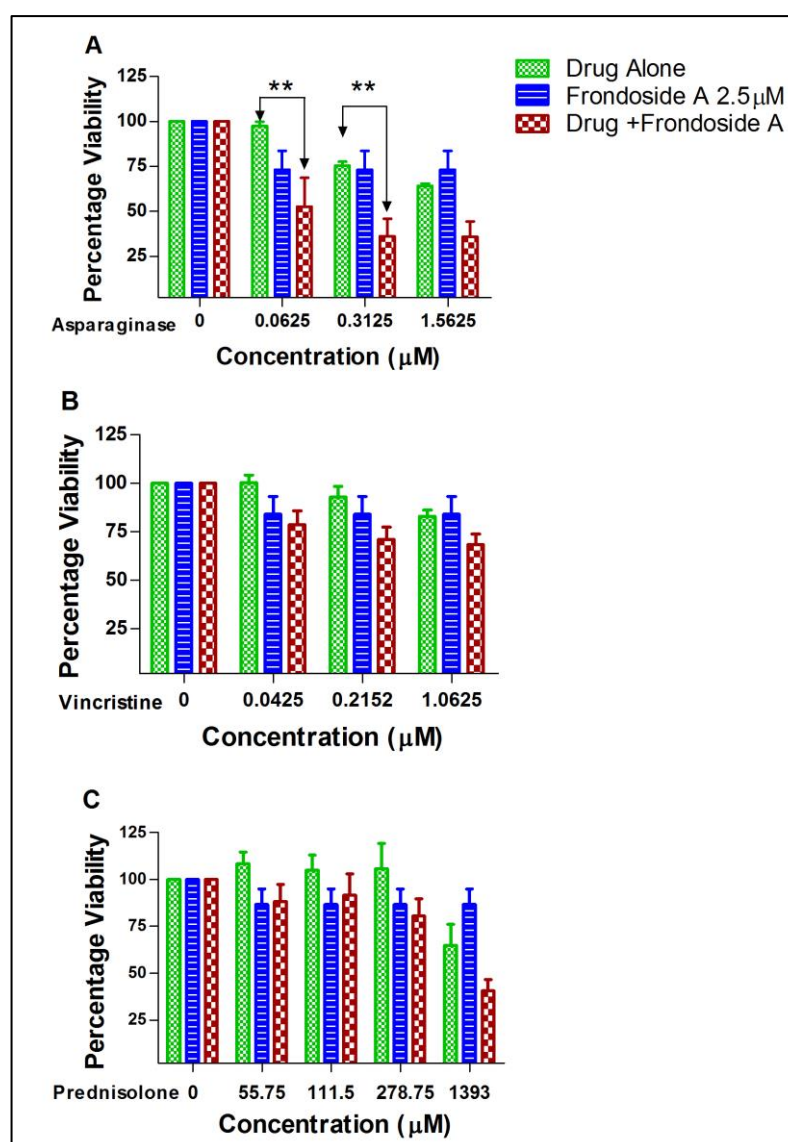 A
125
100
75
50
25
Percentage Viability
**
**
Drug Alone
Frondoside A 2.5μM
Drug +Frondoside A
Asparaginase 0 0.0625 0.3125 1.5625
Concentration (μM)
B
125
100
75
50
25
Percentage Viability
Vincristine 0 0.0425 0.2152 1.0625
Concentration (μM)
C
125
100
75
50
25
Percentage Viability
Prednisolone 0 55.75 111.5 278.75 1393
Concentration (μM)